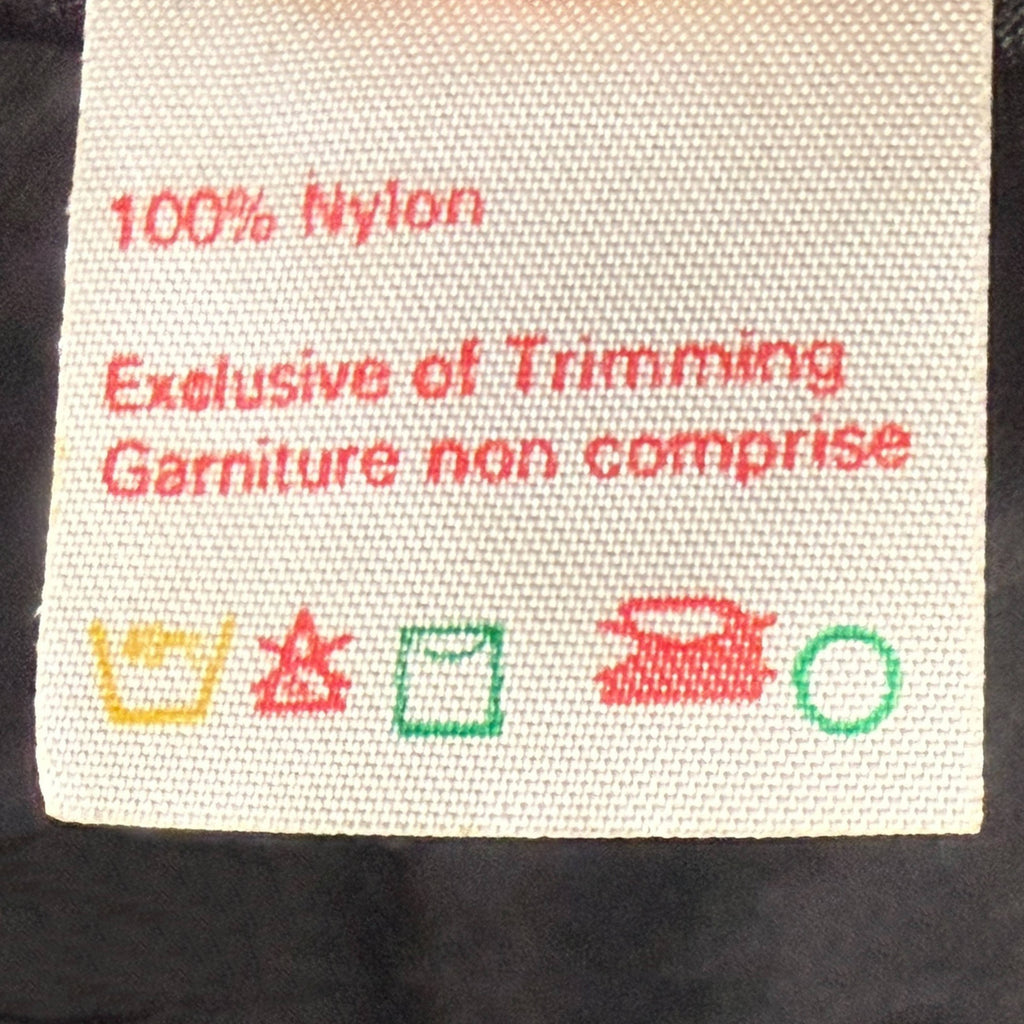 100% Nylon
Exclusive of Trimming
Garniture non comprise